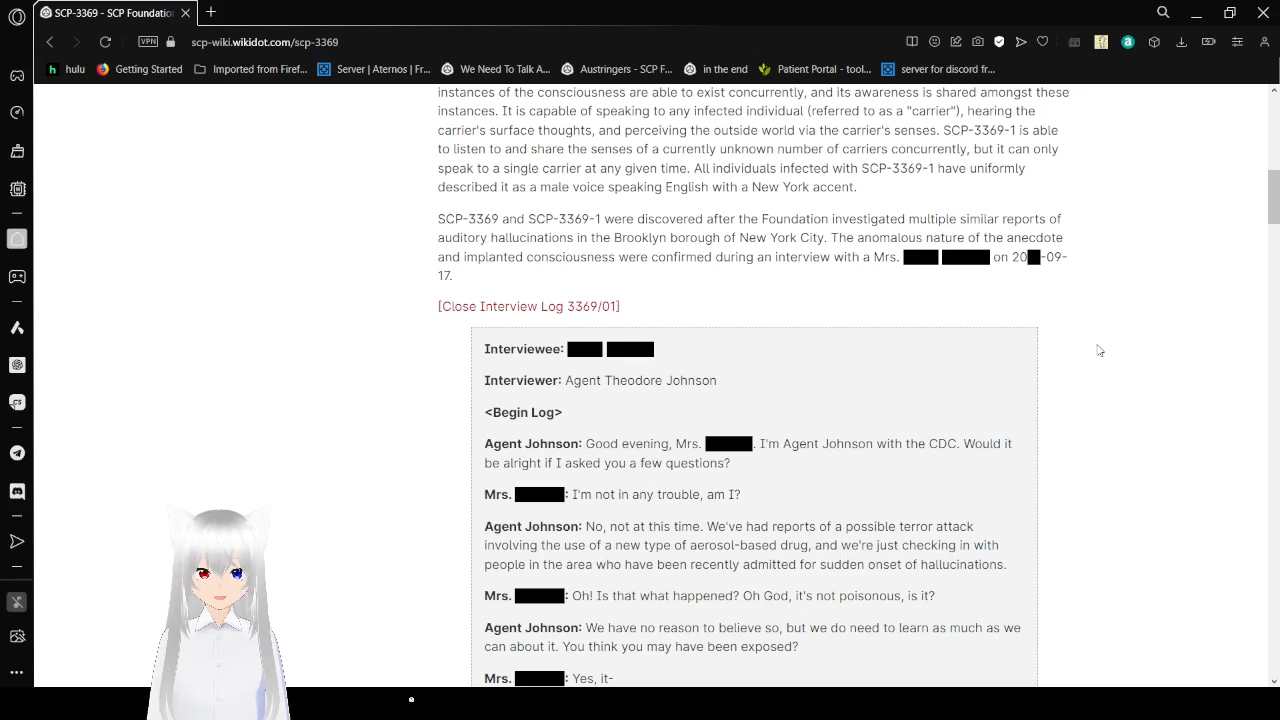 SCP-3369 - SCP Foundation
scp-wiki.wikidot.com/scp-3369
VPN
hulu
Getting Started
Imported from Firef...
Server | Aternos | Fr...
We Need To Talk A...
Austringers - SCP F...
in the end
Patient Portal - tool...
server for discord fr...
instances of the consciousness are able to exist concurrently, and its awareness is shared amongst these
instances. It is capable of speaking to any infected individual (referred to as a "carrier"), hearing the
carrier's surface thoughts, and perceiving the outside world via the carrier's senses. SCP-3369-1 is able
to listen to and share the senses of a currently unknown number of carriers concurrently, but it can only
speak to a single carrier at any given time. All individuals infected with SCP-3369-1 have uniformly
described it as a male voice speaking English with a New York accent.
SCP-3369 and SCP-3369-1 were discovered after the Foundation investigated multiple similar reports of
auditory hallucinations in the Brooklyn borough of New York City. The anomalous nature of the anecdote
and implanted consciousness were confirmed during an interview with a Mrs. ████ ██████ on 20█-09-
17.
[Close Interview Log 3369/01]
Interviewee: ████ ██████
Interviewer: Agent Theodore Johnson
<Begin Log>
Agent Johnson: Good evening, Mrs. ██████. I'm Agent Johnson with the CDC. Would it
be alright if I asked you a few questions?
Mrs. ██████: I'm not in any trouble, am I?
Agent Johnson: No, not at this time. We've had reports of a possible terror attack
involving the use of a new type of aerosol-based drug, and we're just checking in with
people in the area who have been recently admitted for sudden onset of hallucinations.
Mrs. ██████: Oh! Is that what happened? Oh God, it's not poisonous, is it?
Agent Johnson: We have no reason to believe so, but we do need to learn as much as we
can about it. You think you may have been exposed?
Mrs. ██████: Yes, it-